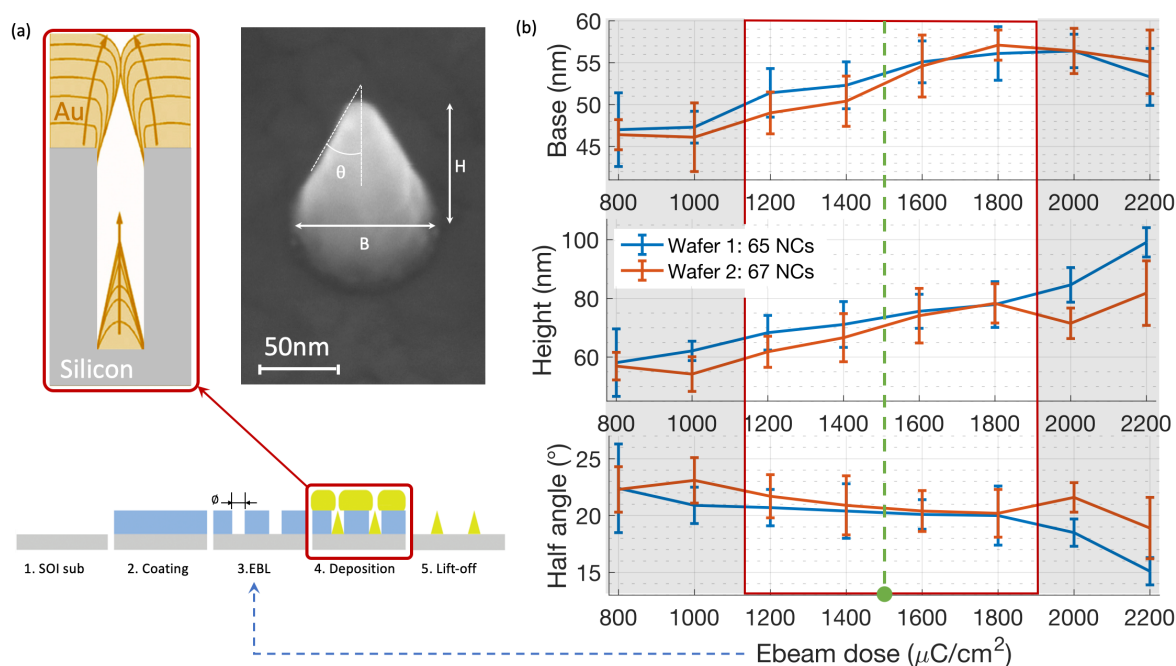 (a)
Au
Silicon
θ
H
B
50nm
ø
1. SOI sub
2. Coating
3.EBL
4. Deposition
5. Lift-off
(b)
Base (nm)
60
55
50
45
800 1000 1200 1400 1600 1800 2000 2200
Height (nm)
100
80
60
Wafer 1: 65 NCs
Wafer 2: 67 NCs
800 1000 1200 1400 1600 1800 2000 2200
Half angle (°)
25
20
15
800 1000 1200 1400 1600 1800 2000 2200
Ebeam dose (μC/cm²)